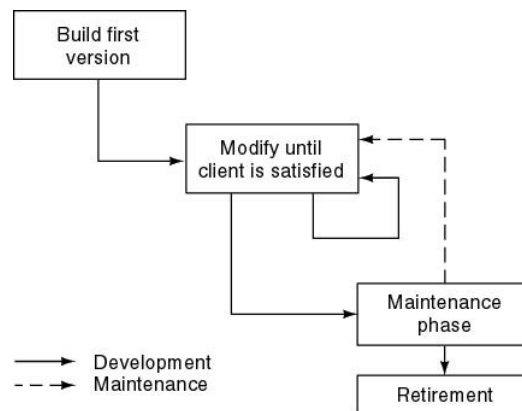 Build first
version
Modify until
client is satisfied
Maintenance
phase
Development
Maintenance
Retirement